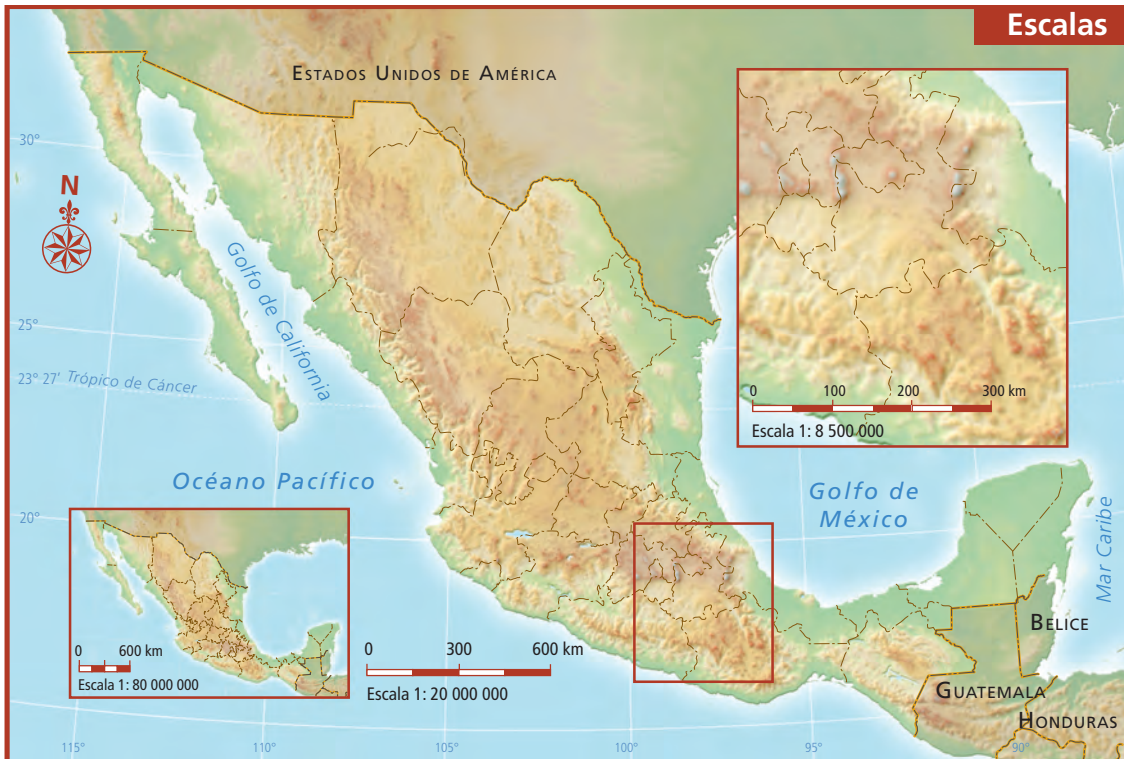 Escalas
ESTADOS UNIDOS DE AMÉRICA
30°
N
Golfo de California
25°
23° 27' Trópico de Cáncer
0 100 200 300 km
Escala 1: 8 500 000
Océano Pacífico
Golfo de
México
Mar Caribe
20°
BELICE
0 600 km
Escala 1: 80 000 000
0 300 600 km
Escala 1: 20 000 000
GUATEMALA
HONDURAS
115° 110° 105° 100° 95° 90°